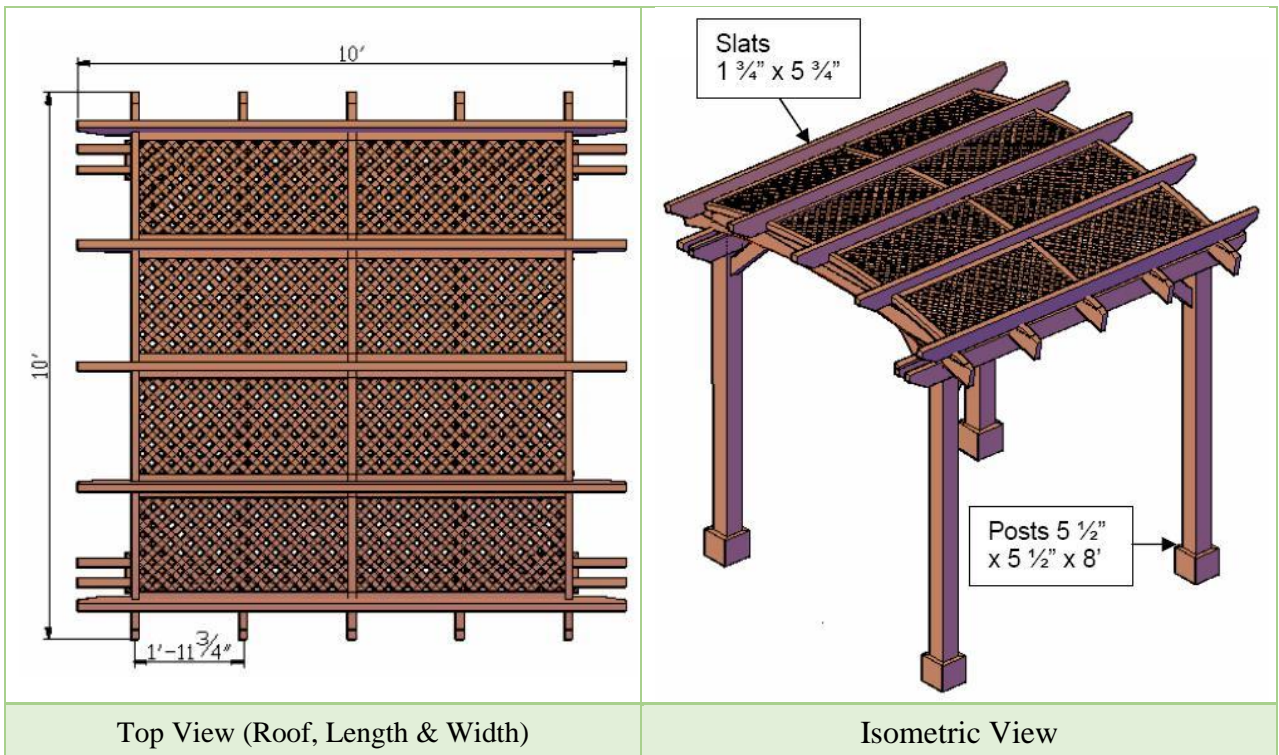 10′
10′
1′-11 3/4″
Slats
1 ¾” x 5 ¾”
Posts 5 ½”
x 5 ½” x 8’
Top View (Roof, Length & Width)
Isometric View